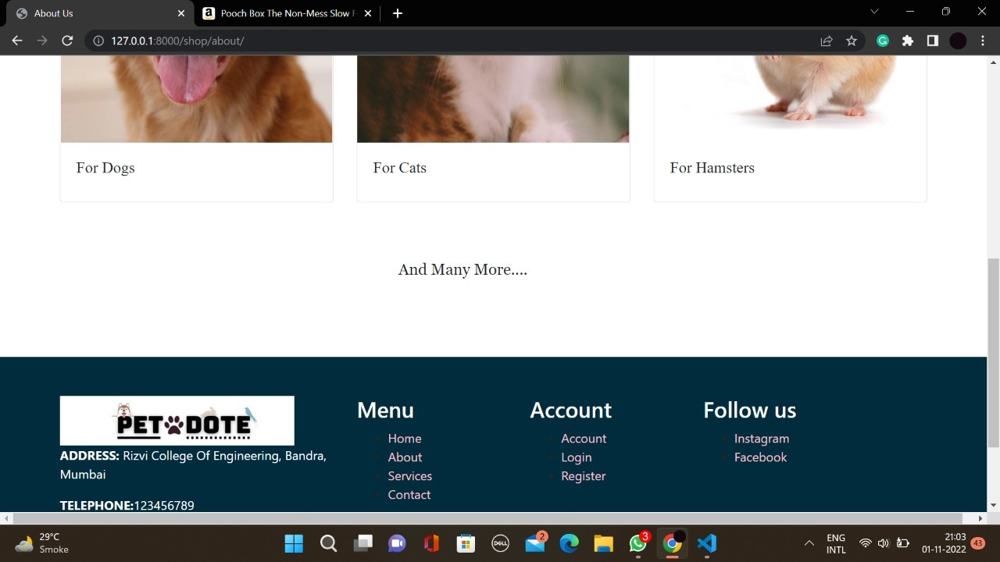 About Us
Pooch Box The Non-Mess Slow F
127.0.0.1:8000/shop/about/
For Dogs
For Cats
For Hamsters
And Many More....
PET DOTE
ADDRESS: Rizvi College Of Engineering, Bandra,
Mumbai
TELEPHONE:123456789
Menu
Home
About
Services
Contact
Account
Account
Login
Register
Follow us
Instagram
Facebook
29°C
Smoke
DELL
2
3
ENG
INTL
21:03
01-11-2022
43